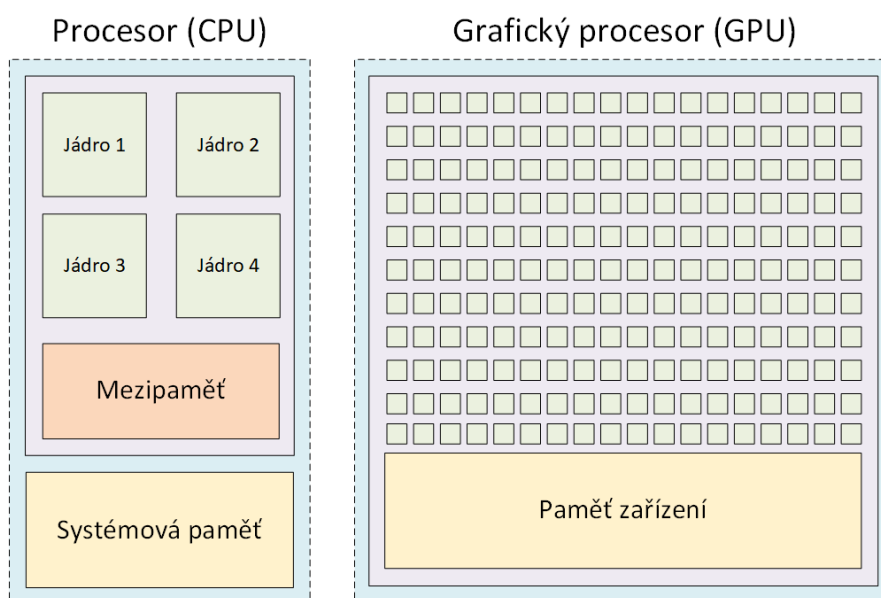 Procesor (CPU)
Jádro 1
Jádro 2
Jádro 3
Jádro 4
Mezipaměť
Systémová paměť
Grafický procesor (GPU)
Paměť zařízení